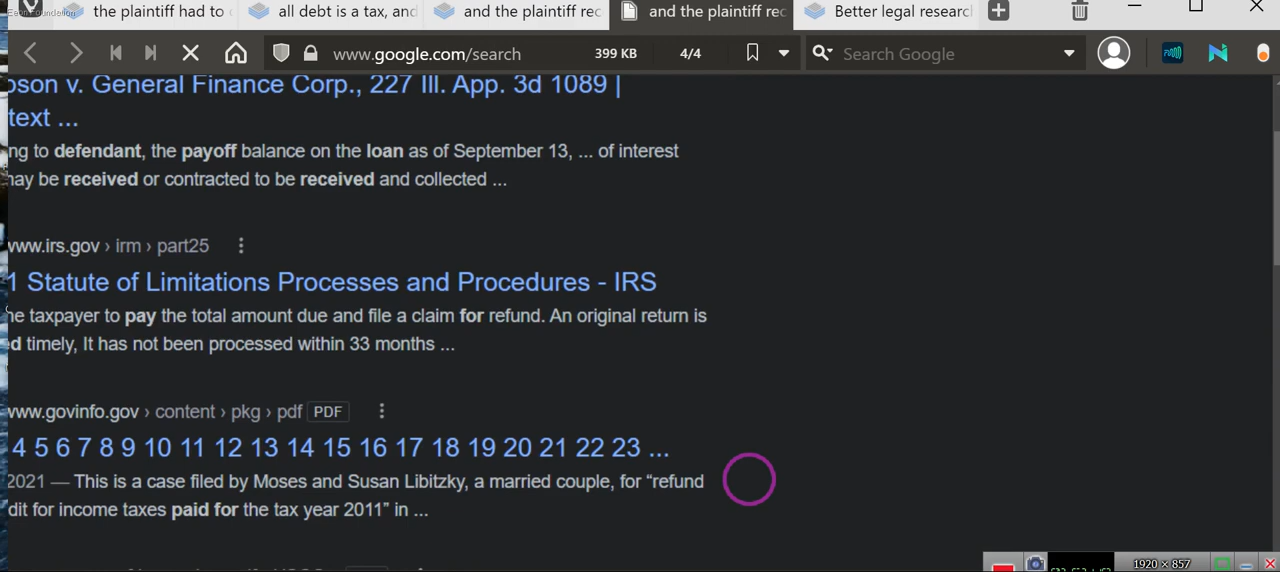 Eeon Foundation
the plaintiff had to
all debt is a tax, and
and the plaintiff rec
and the plaintiff rec
Better legal research
www.google.com/search
399 KB
4/4
Search Google
oson v. General Finance Corp., 227 Ill. App. 3d 1089 |
text ...
ng to defendant, the payoff balance on the loan as of September 13, ... of interest
may be received or contracted to be received and collected ...
www.irs.gov › irm › part25
1 Statute of Limitations Processes and Procedures - IRS
he taxpayer to pay the total amount due and file a claim for refund. An original return is
ed timely, It has not been processed within 33 months ...
www.govinfo.gov › content › pkg › pdf PDF
4 5 6 7 8 9 10 11 12 13 14 15 16 17 18 19 20 21 22 23 ...
2021 — This is a case filed by Moses and Susan Libitzky, a married couple, for “refund
dit for income taxes paid for the tax year 2011” in ...
1920 × 857